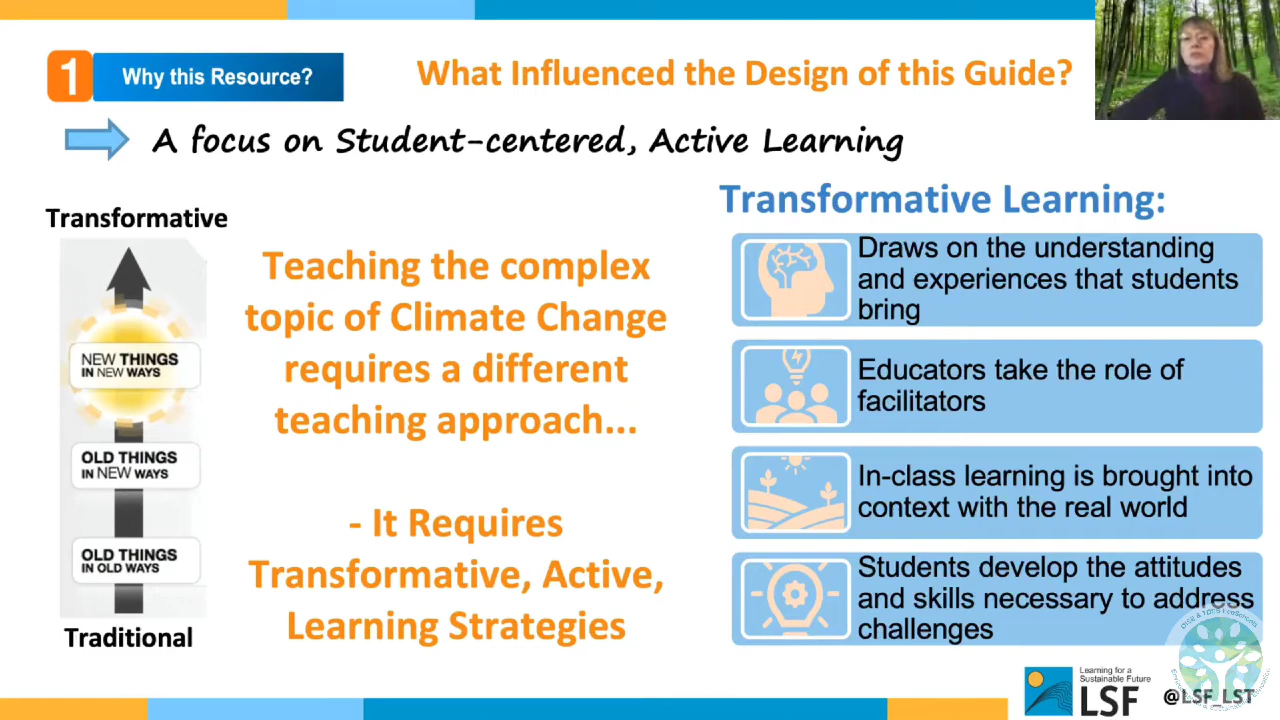 1
Why this Resource?
What Influenced the Design of this Guide?
A focus on Student-centered, Active Learning
Transformative
NEW THINGS
IN NEW WAYS
OLD THINGS
IN NEW WAYS
OLD THINGS
IN OLD WAYS
Traditional
Teaching the complex
topic of Climate Change
requires a different
teaching approach...
- It Requires
Transformative, Active,
Learning Strategies
Transformative Learning:
Draws on the understanding
and experiences that students
bring
Educators take the role of
facilitators
In-class learning is brought into
context with the real world
Students develop the attitudes
and skills necessary to address
challenges
Learning for a
Sustainable Future
LSF
@LSF_LST